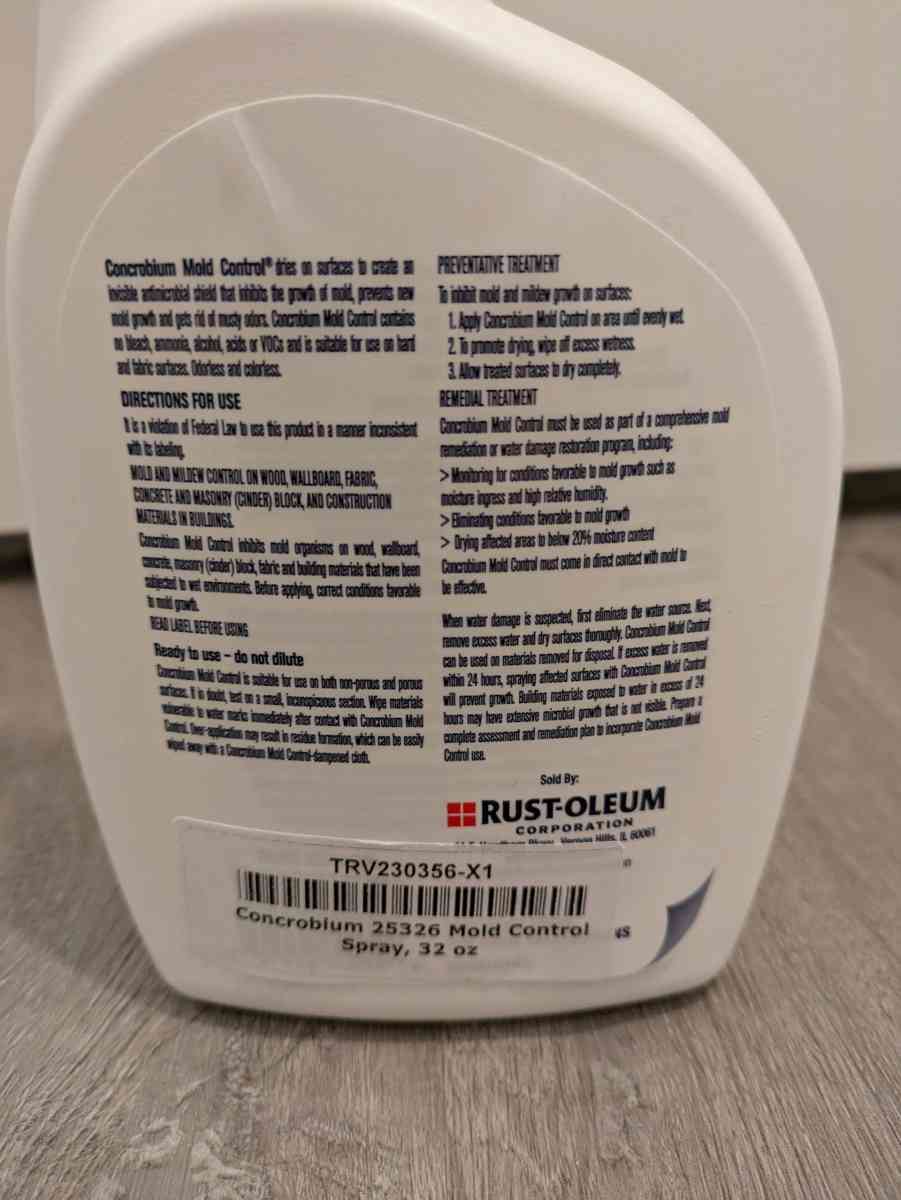 Concrobium Mold Control® dries on surfaces to create an
invisible antimicrobial shield that inhibits the growth of mold, prevents new
mold growth and gets rid of musty odors. Concrobium Mold Control contains
no bleach, ammonia, alcohol, acids or VOCs and is suitable for use on hard
and fabric surfaces. Odorless and colorless.
DIRECTIONS FOR USE
It is a violation of Federal Law to use this product in a manner inconsistent
with its labeling.
MOLD AND MILDEW CONTROL ON WOOD, WALLBOARD, FABRIC,
CONCRETE AND MASONRY (CINDER) BLOCK, AND CONSTRUCTION
MATERIALS IN BUILDINGS.
Concrobium Mold Control inhibits mold organisms on wood, wallboard,
concrete, masonry (cinder) block, fabric and building materials that have been
subjected to wet environments. Before applying, correct conditions favorable
to mold growth.
READ LABEL BEFORE USING
Ready to use – do not dilute
Concrobium Mold Control is suitable for use on both non-porous and porous
surfaces. If in doubt, test on a small, inconspicuous section. Wipe materials
vulnerable to water marks immediately after contact with Concrobium Mold
Control. Over-application may result in residue formation, which can be easily
wiped away with a Concrobium Mold Control-dampened cloth.
PREVENTATIVE TREATMENT
To inhibit mold and mildew growth on surfaces:
1. Apply Concrobium Mold Control on area until evenly wet.
2. To promote drying, wipe off excess wetness.
3. Allow treated surfaces to dry completely.
REMEDIAL TREATMENT
Concrobium Mold Control must be used as part of a comprehensive mold
remediation or water damage restoration program, including:
> Monitoring for conditions favorable to mold growth such as
moisture ingress and high relative humidity.
> Eliminating conditions favorable to mold growth
> Drying affected areas to below 20% moisture content
Concrobium Mold Control must come in direct contact with mold to
be effective.
When water damage is suspected, first eliminate the water source. Next,
remove excess water and dry surfaces thoroughly. Concrobium Mold Control
can be used on materials removed for disposal. If excess water is removed
within 24 hours, spraying affected surfaces with Concrobium Mold Control
will prevent growth. Building materials exposed to water in excess of 24
hours may have extensive microbial growth that is not visible. Prepare a
complete assessment and remediation plan to incorporate Concrobium Mold
Control use.
Sold By:
RUST-OLEUM
CORPORATION
Pkwy, Vernon Hills, IL 60061
TRV230356-X1
Concrobium 25326 Mold Control
Spray, 32 oz